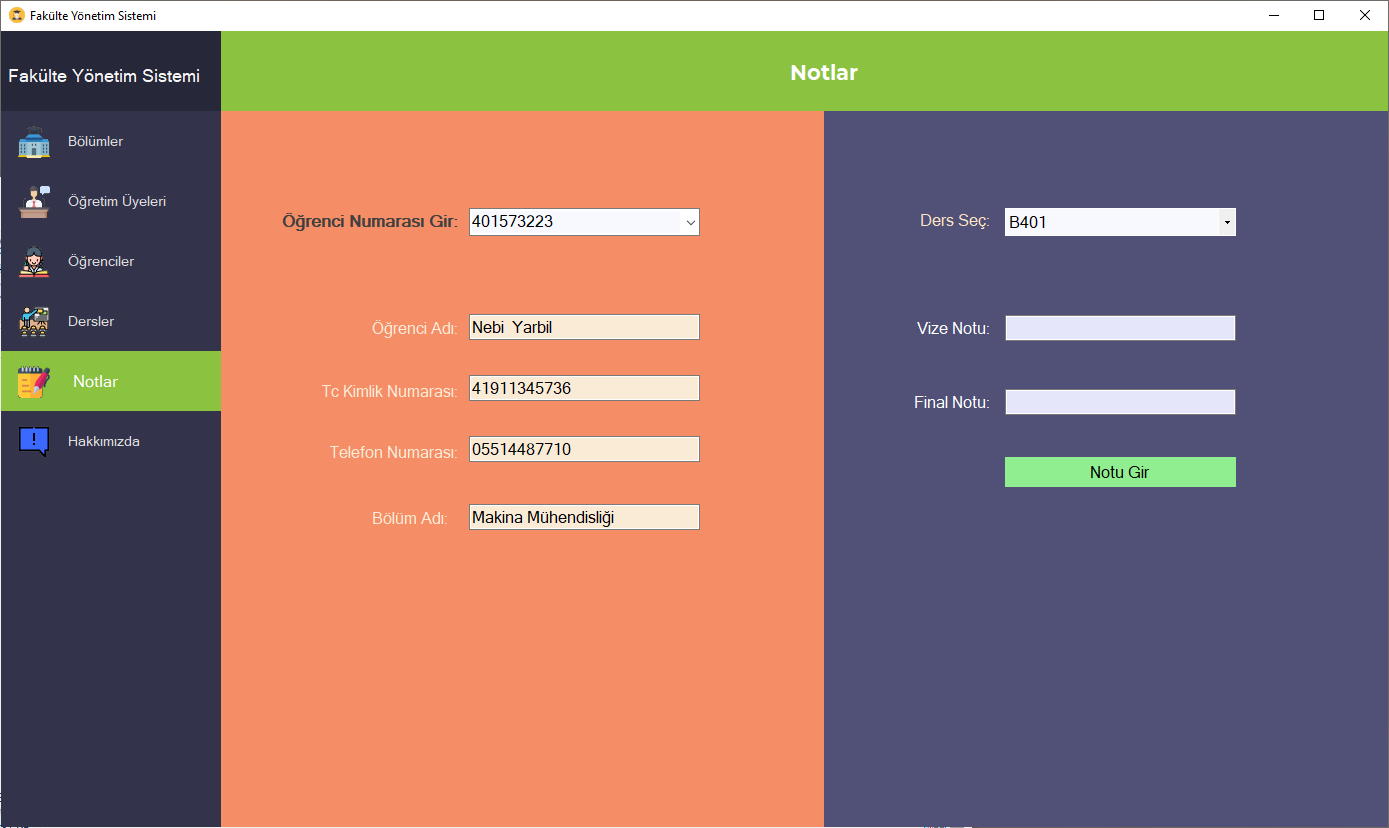 Fakülte Yönetim Sistemi
Fakülte Yönetim Sistemi
Notlar
Bölümler
Öğretim Üyeleri
Öğrenciler
Dersler
Notlar
Hakkımızda
Öğrenci Numarası Gir: 401573223
Öğrenci Adı: Nebi Yarbil
Tc Kimlik Numarası: 41911345736
Telefon Numarası: 05514487710
Bölüm Adı: Makina Mühendisliği
Ders Seç: B401
Vize Notu:
Final Notu:
Notu Gir